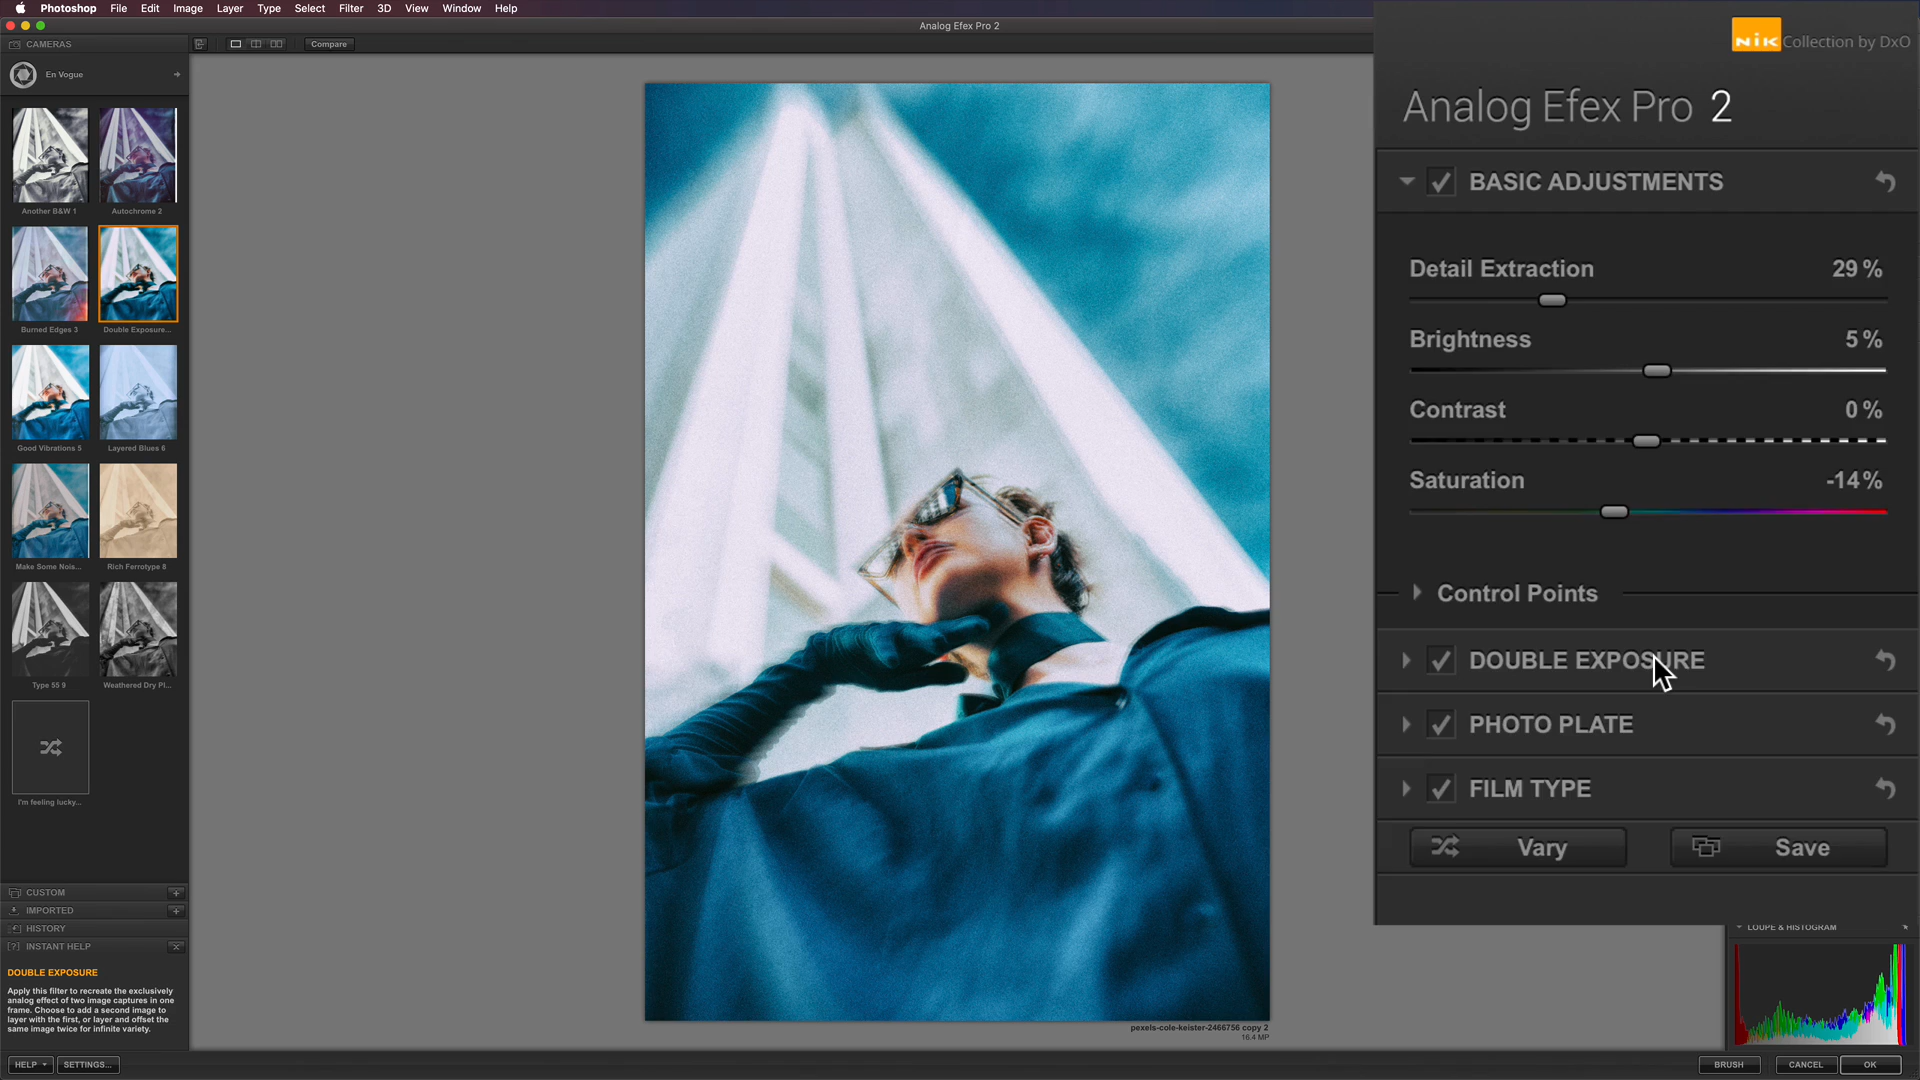 Photoshop File Edit Image Layer Type Select Filter 3D View Window Help
Analog Efex Pro 2
CAMERAS
Compare
En Vogue
Another B&W 1
Autochrome 2
Burned Edges 3
Double Exposure...
Good Vibrations 5
Layered Blues 6
Make Some Nois...
Rich Ferrotype 8
Type 55 9
Weathered Dry Pl...
I'm feeling lucky...
CUSTOM
IMPORTED
HISTORY
[?] INSTANT HELP
DOUBLE EXPOSURE
Apply this filter to recreate the exclusively
analog effect of two image captures in one
frame. Choose to add a second image to
layer with the first, or layer and offset the
same image twice for infinite variety.
HELP
SETTINGS...
pexels-cole-keister-2466756 copy 2
16.4 MP
Nik Collection by DxO
Analog Efex Pro 2
BASIC ADJUSTMENTS
Detail Extraction 29%
Brightness 5%
Contrast 0%
Saturation -14%
Control Points
DOUBLE EXPOSURE
PHOTO PLATE
FILM TYPE
Vary
Save
LOUPE & HISTOGRAM
BRUSH
CANCEL
OK